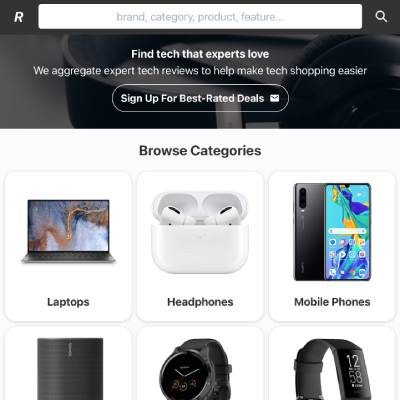 R
brand, category, product, feature...
Find tech that experts love
We aggregate expert tech reviews to help make tech shopping easier
Sign Up For Best-Rated Deals
Browse Categories
Laptops
Headphones
Mobile Phones